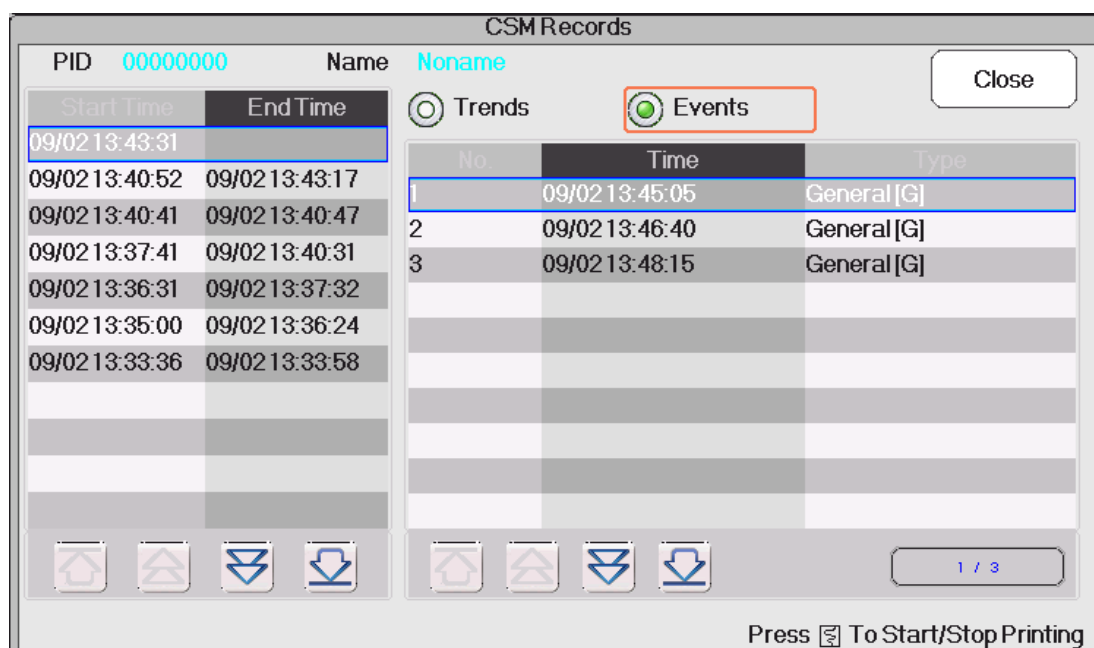 CSM Records
PID 00000000 Name Noname
Close
Trends Events
Start Time End Time
09/02 13:43:31
09/02 13:40:52 09/02 13:43:17
09/02 13:40:41 09/02 13:40:47
09/02 13:37:41 09/02 13:40:31
09/02 13:36:31 09/02 13:37:32
09/02 13:35:00 09/02 13:36:24
09/02 13:33:36 09/02 13:33:58
No. Time Type
1 09/02 13:45:05 General [G]
2 09/02 13:46:40 General [G]
3 09/02 13:48:15 General [G]
1 / 3
Press To Start/Stop Printing